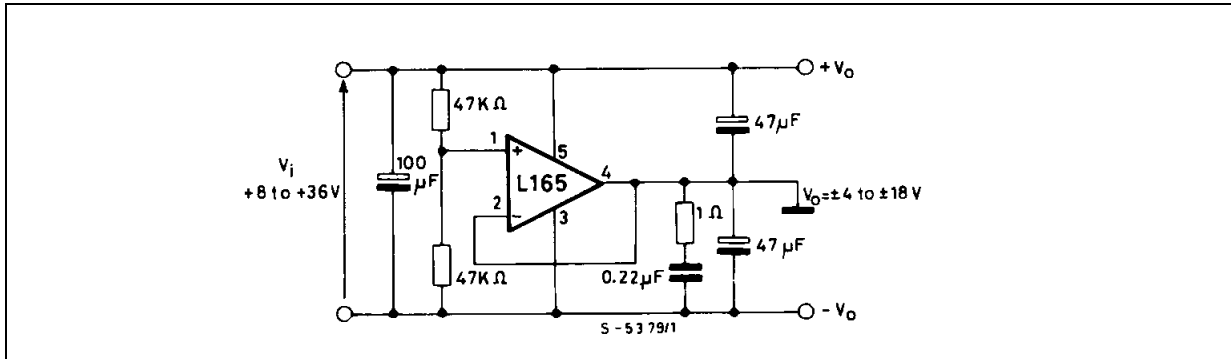 + Vo
47KΩ
47µF
1
+
5
Vi
+8 to +36V
100
µF
L165
4
2
-
3
1 Ω
Vo=±4 to ±18 V
47 µF
47KΩ
0.22µF
- Vo
S-5379/1